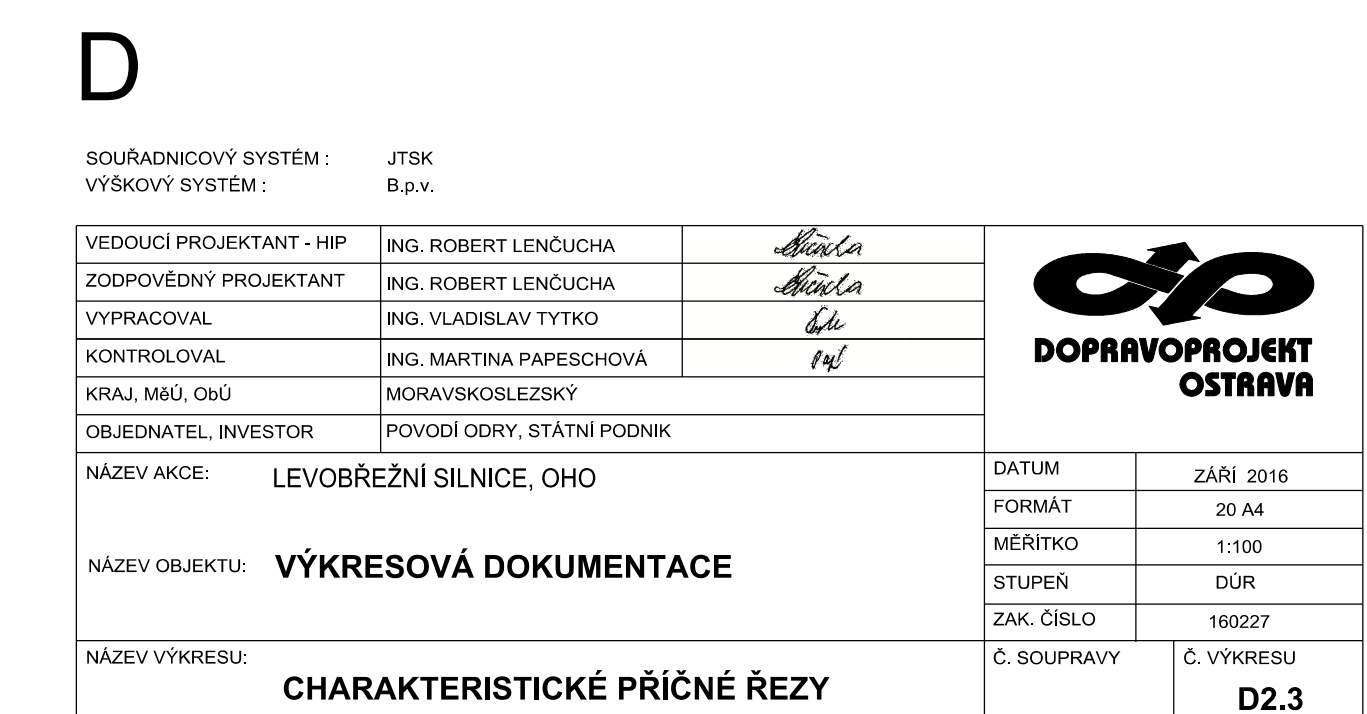 D
SOUŘADNICOVÝ SYSTÉM : JTSK
VÝŠKOVÝ SYSTÉM : B.p.v.
VEDOUCÍ PROJEKTANT - HIP ING. ROBERT LENČUCHA
ZODPOVĚDNÝ PROJEKTANT ING. ROBERT LENČUCHA
VYPRACOVAL ING. VLADISLAV TYTKO
KONTROLOVAL ING. MARTINA PAPESCHOVÁ
KRAJ, MěÚ, ObÚ MORAVSKOSLEZSKÝ
OBJEDNATEL, INVESTOR POVODÍ ODRY, STÁTNÍ PODNIK
DOPRAVOPROJEKT
OSTRAVA
NÁZEV AKCE: LEVOBŘEŽNÍ SILNICE, OHO
NÁZEV OBJEKTU: VÝKRESOVÁ DOKUMENTACE
DATUM ZÁŘÍ 2016
FORMÁT 20 A4
MĚŘÍTKO 1:100
STUPEŇ DÚR
ZAK. ČÍSLO 160227
NÁZEV VÝKRESU:
CHARAKTERISTICKÉ PŘÍČNÉ ŘEZY
Č. SOUPRAVY
Č. VÝKRESU
D2.3